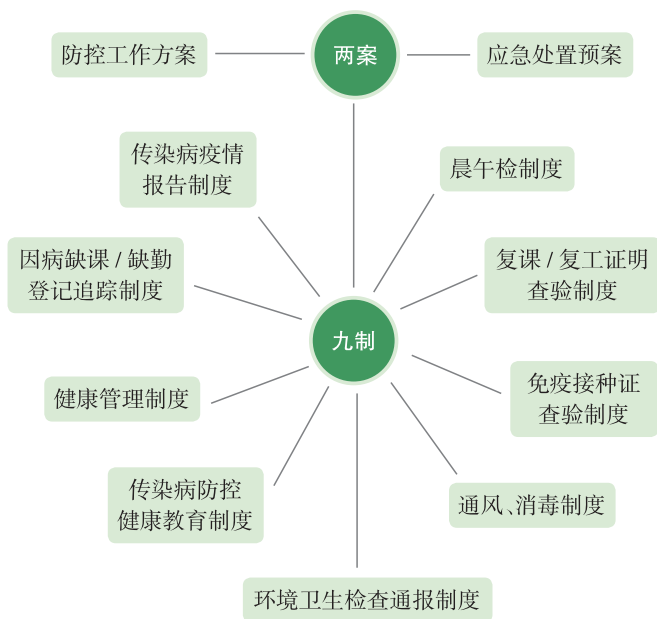 防控工作方案
两案
应急处置预案
传染病疫情
报告制度
晨午检制度
因病缺课 / 缺勤
登记追踪制度
复课 / 复工证明
查验制度
九制
健康管理制度
免疫接种证
查验制度
传染病防控
健康教育制度
通风、消毒制度
环境卫生检查通报制度